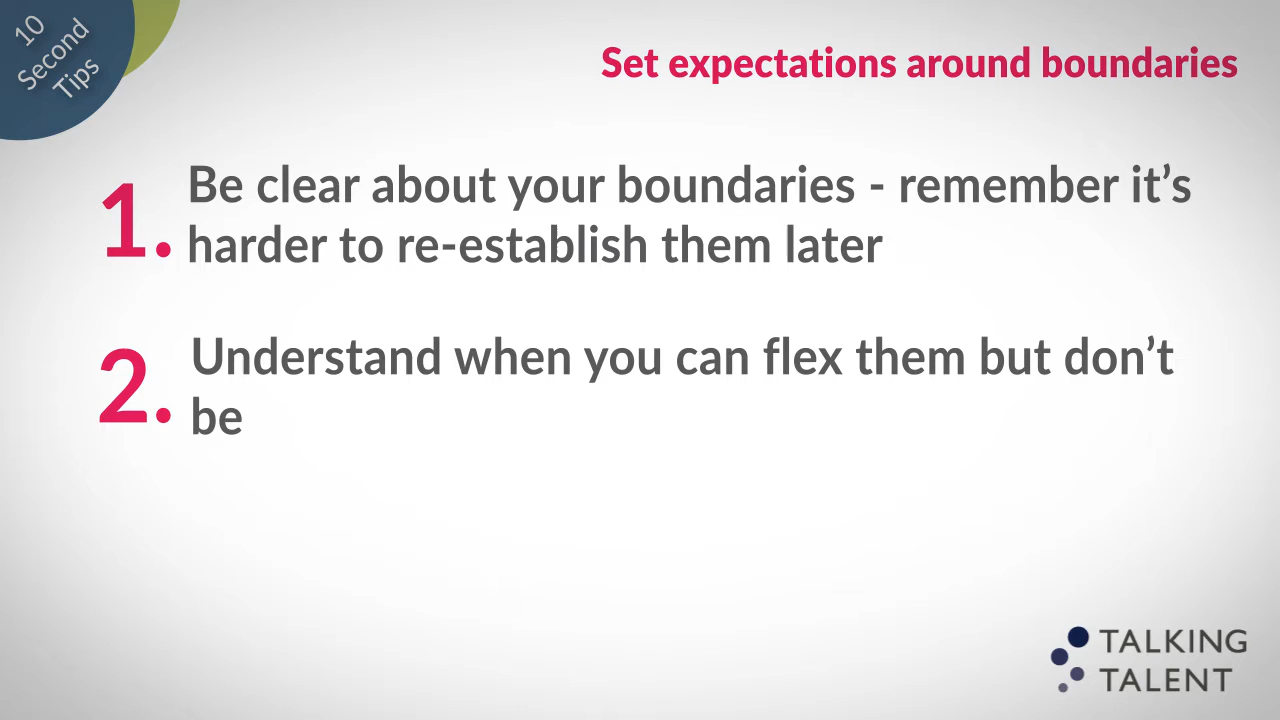 10
Second
Tips
Set expectations around boundaries
1. Be clear about your boundaries - remember it’s
harder to re-establish them later
2. Understand when you can flex them but don’t
be
TALKING
TALENT